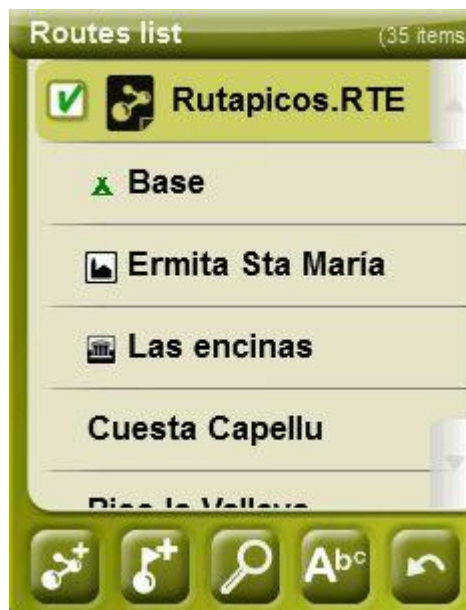 Routes list
(35 items
Rutapicos.RTE
Base
Ermita Sta María
Las encinas
Cuesta Capellu
Abc